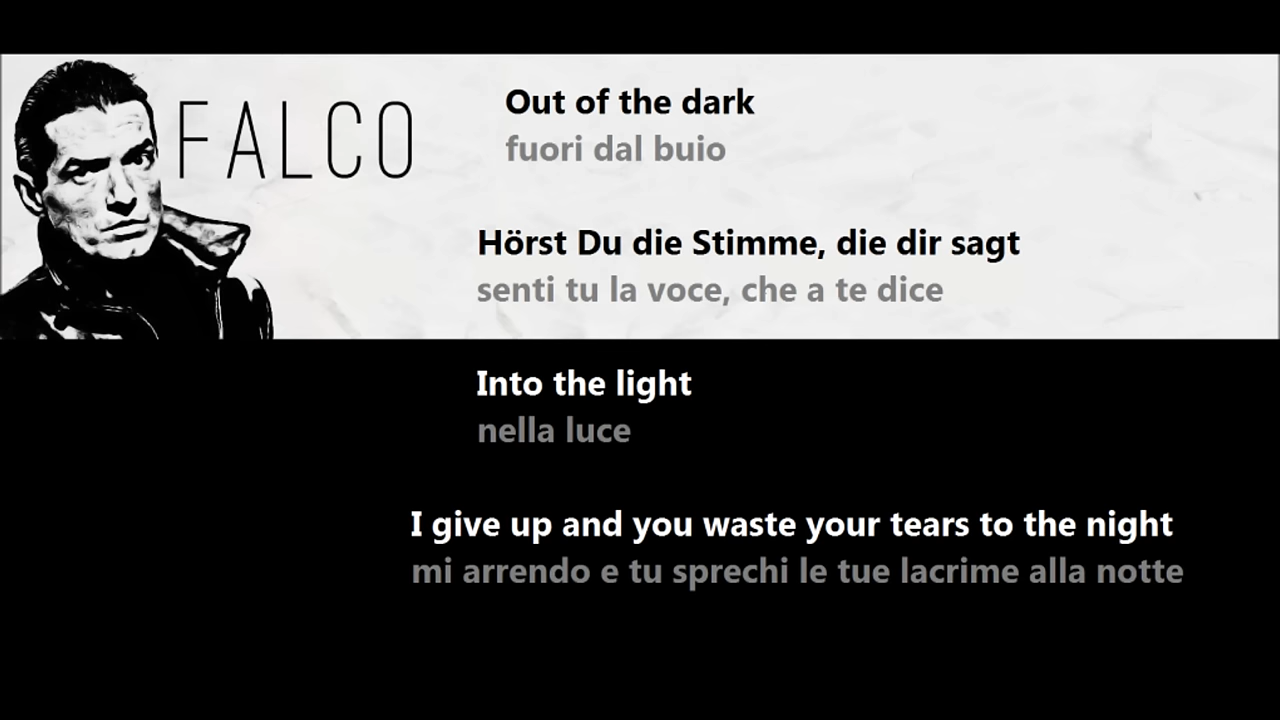 FALCO
Out of the dark
fuori dal buio
Hörst Du die Stimme, die dir sagt
senti tu la voce, che a te dice
Into the light
nella luce
I give up and you waste your tears to the night
mi arrendo e tu sprechi le tue lacrime alla notte